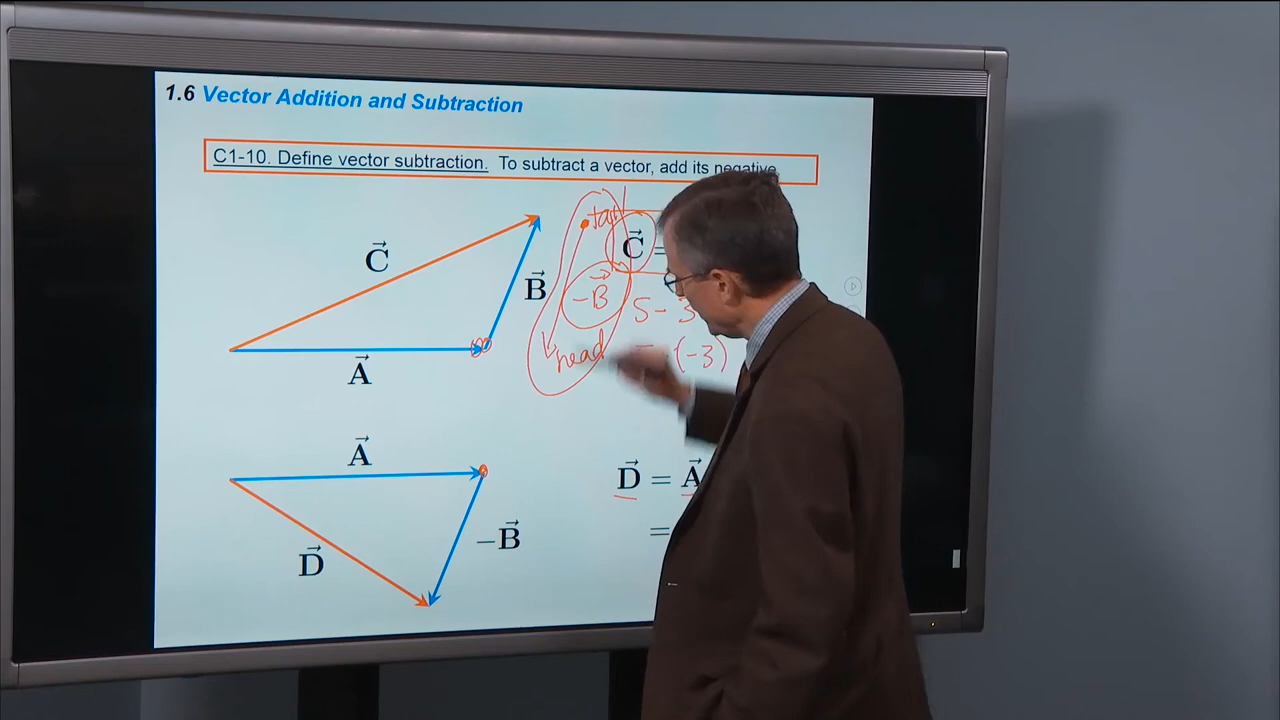 1.6 Vector Addition and Subtraction
C1-10. Define vector subtraction. To subtract a vector, add its negative.
tail
C⃗
C⃗ =
B⃗
-B⃗
5 - 3
head
(-3)
A⃗
A⃗
D⃗ = A⃗
−B⃗
=
D⃗